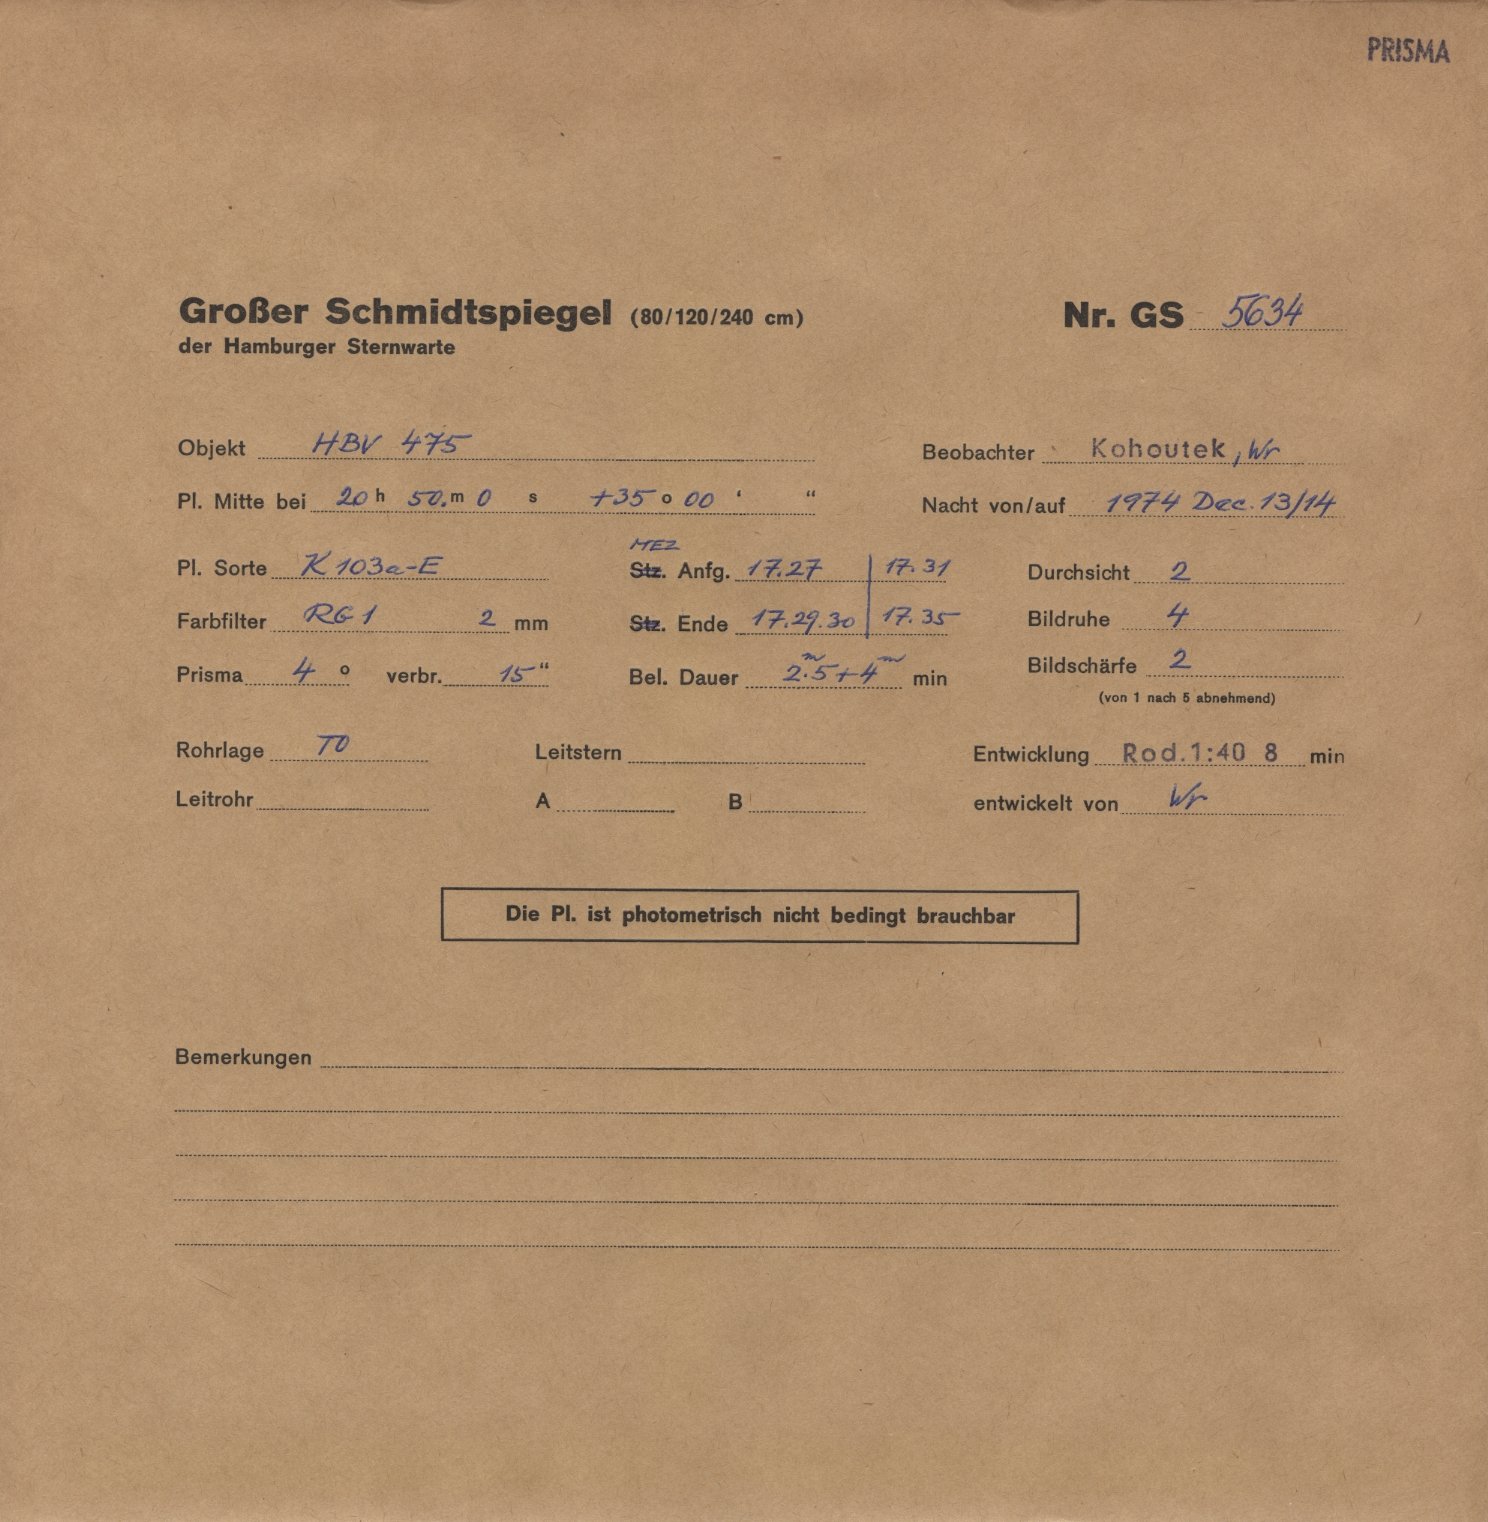 PRISMA
Großer Schmidtspiegel (80/120/240 cm) Nr. GS 5634
der Hamburger Sternwarte
Objekt HBV 475 Beobachter Kohoutek, Wr
Pl. Mitte bei 20 h 50. m 0 s +35 o 00 ‘ “ Nacht von/auf 1974 Dec. 13/14
MEZ
Pl. Sorte K 103a-E Stz. Anfg. 17.27 | 17.31 Durchsicht 2
Farbfilter RG 1 2 mm Stz. Ende 17.29.30 | 17.35 Bildruhe 4
Prisma 4 o verbr. 15 “ Bel. Dauer 2.m5 + 4m min Bildschärfe 2
(von 1 nach 5 abnehmend)
Rohrlage TO Leitstern Entwicklung Rod.1:40 8 min
Leitrohr A B entwickelt von Wr
Die Pl. ist photometrisch nicht bedingt brauchbar
Bemerkungen